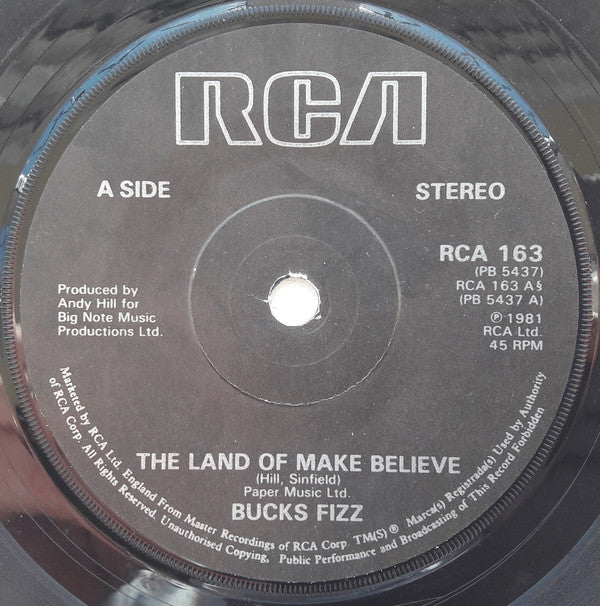 RCA
A SIDE
STEREO
RCA 163
(PB 5437)
RCA 163 A§
(PB 5437 A)
℗ 1981
RCA Ltd.
45 RPM
Produced by
Andy Hill for
Big Note Music
Productions Ltd.
THE LAND OF MAKE BELIEVE
(Hill, Sinfield)
Paper Music Ltd.
BUCKS FIZZ
Marketed by RCA Ltd. England From Master Recordings of RCA Corp. TM(S) ® Marca(s) Registrada(s) Used by Authority
of RCA Corp. All Rights Reserved. Unauthorised Copying, Public Performance and Broadcasting of This Record Forbidden